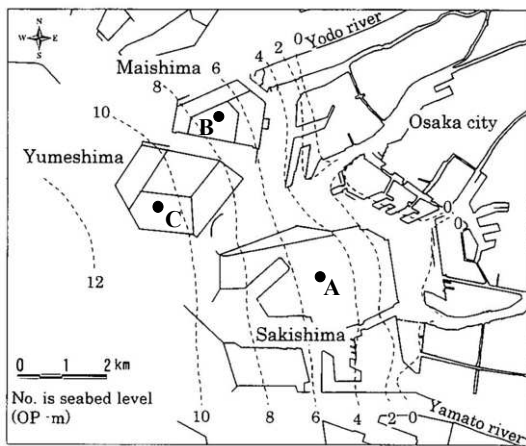 N
W E
S
Yodo river
0
2
4
6
8
10
Maishima
B
Osaka city
Yumeshima
C
0
0
A
12
Sakishima
0 1 2 km
No. is seabed level
(OP・m)
10
8
6
4
2
0
Yamato river